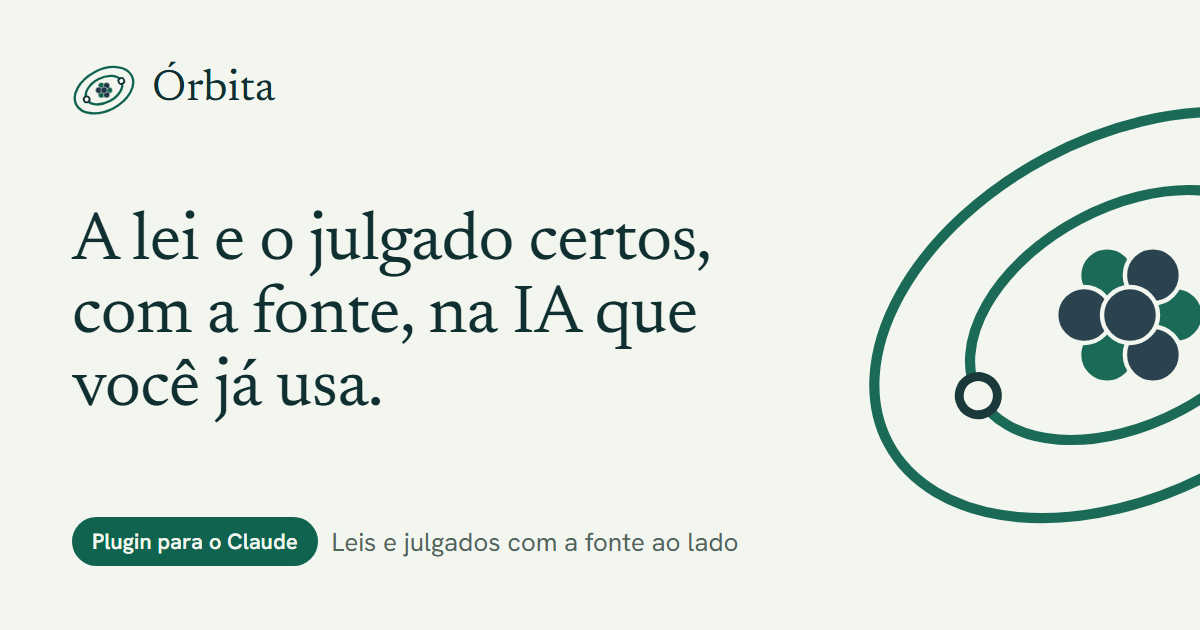 Órbita
A lei e o julgado certos,
com a fonte, na IA que
você já usa.
Plugin para o Claude
Leis e julgados com a fonte ao lado